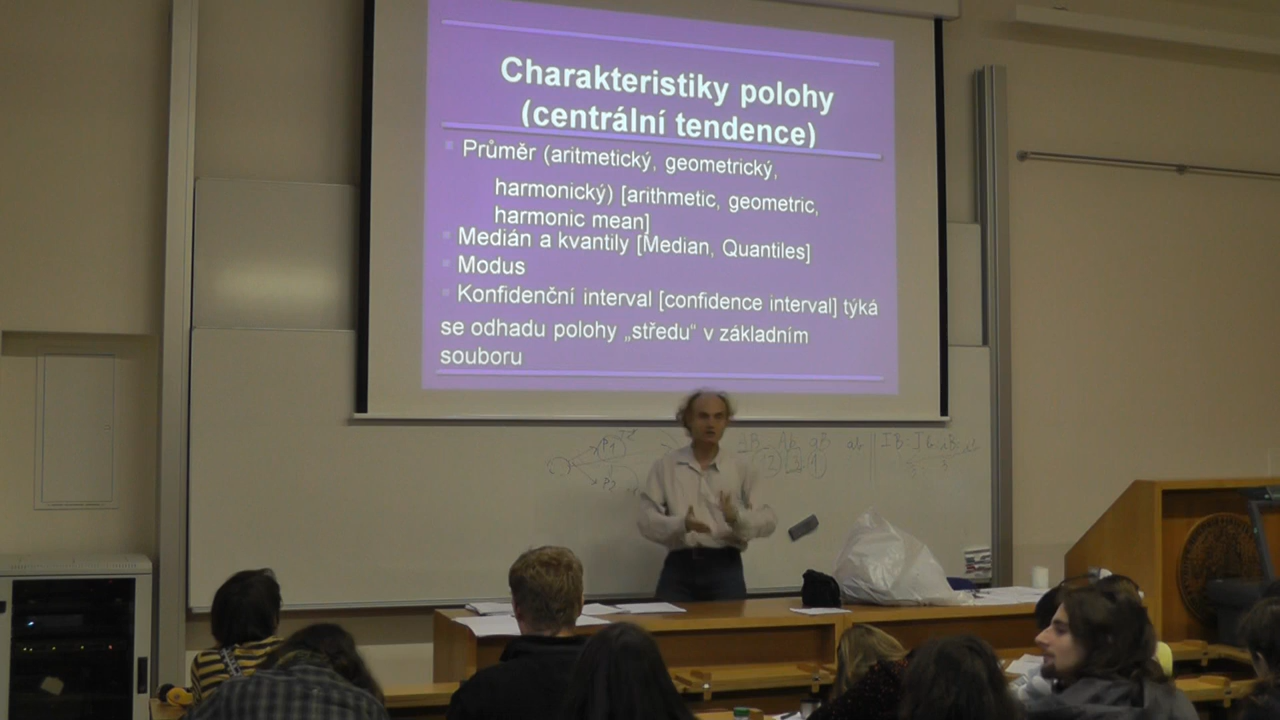 Charakteristiky polohy
(centrální tendence)
Průměr (aritmetický, geometrický,
harmonický) [arithmetic, geometric,
harmonic mean]
Medián a kvantily [Median, Quantiles]
Modus
Konfidenční interval [confidence interval] týká
se odhadu polohy „středu“ v základním
souboru